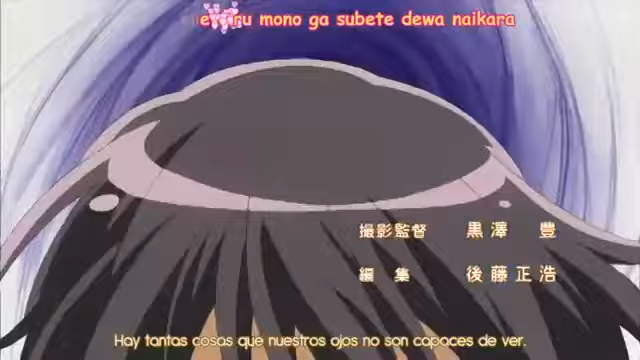 ru mono ga subete dewa naikara
撮影監督 黒澤 豊
編集 後藤正浩
Hay tantas cosas que nuestros ojos no son capaces de ver.